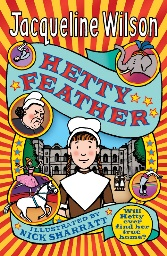 Jacqueline Wilson
HETTY
FEATHER
Will
Hetty
ever
find her
true
home?
ILLUSTRATED BY
NICK SHARRATT